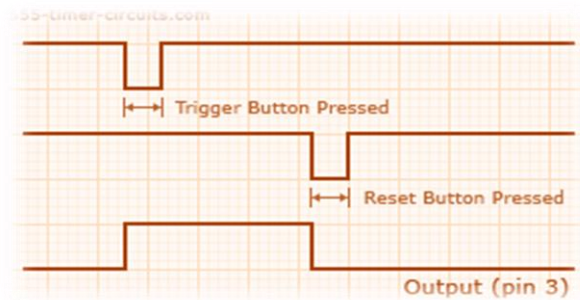 55-timer-circuits.com
Trigger Button Pressed
Reset Button Pressed
Output (pin 3)